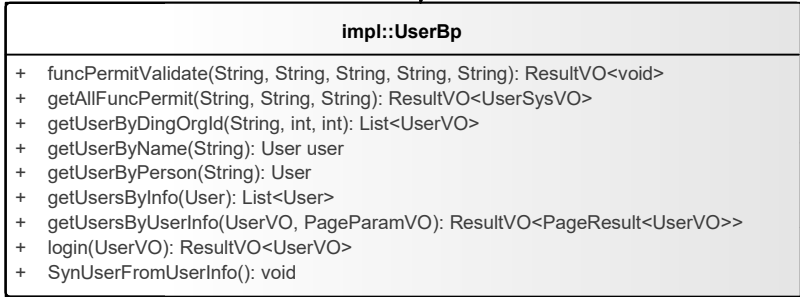 impl::UserBp
+ funcPermitValidate(String, String, String, String, String): ResultVO<void>
+ getAllFuncPermit(String, String, String): ResultVO<UserSysVO>
+ getUserByDingOrgId(String, int, int): List<UserVO>
+ getUserByName(String): User user
+ getUserByPerson(String): User
+ getUsersByInfo(User): List<User>
+ getUsersByUserInfo(UserVO, PageParamVO): ResultVO<PageResult<UserVO>>
+ login(UserVO): ResultVO<UserVO>
+ SynUserFromUserInfo(): void